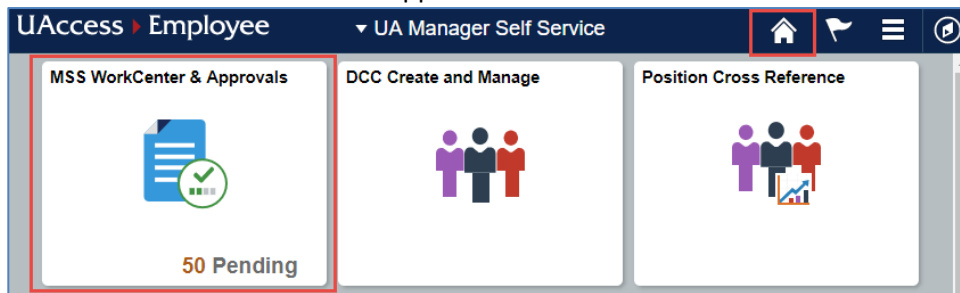 UAccess Employee
UA Manager Self Service
MSS WorkCenter & Approvals
DCC Create and Manage
Position Cross Reference
50 Pending